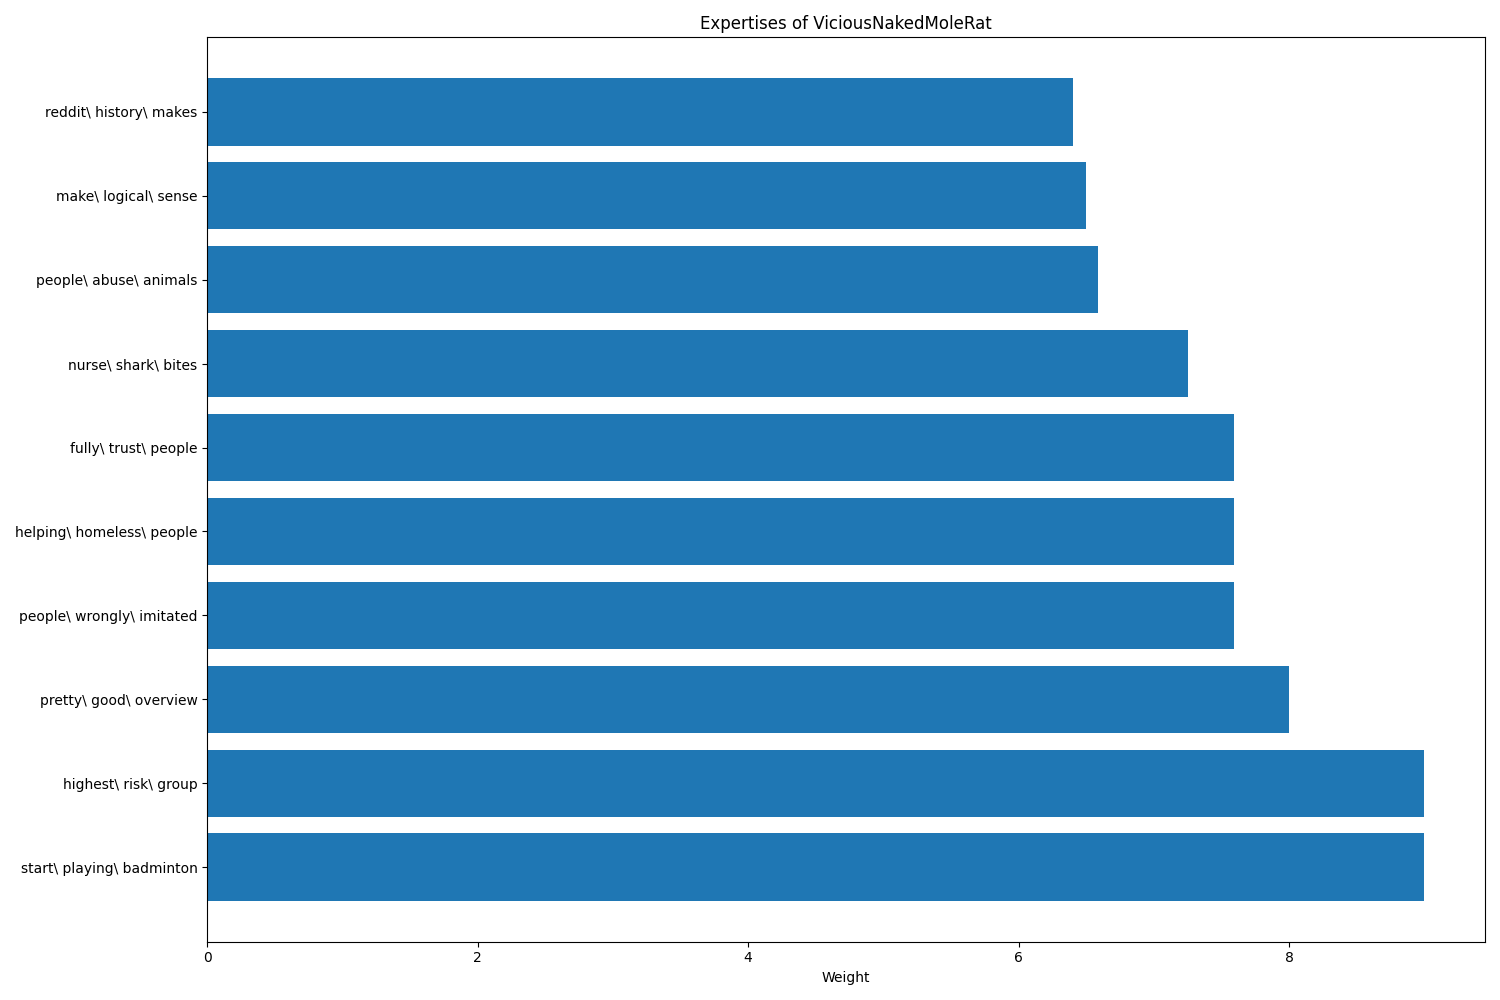 Expertises of ViciousNakedMoleRat
reddit\ history\ makes
make\ logical\ sense
people\ abuse\ animals
nurse\ shark\ bites
fully\ trust\ people
helping\ homeless\ people
people\ wrongly\ imitated
pretty\ good\ overview
highest\ risk\ group
start\ playing\ badminton
0 2 4 6 8
Weight